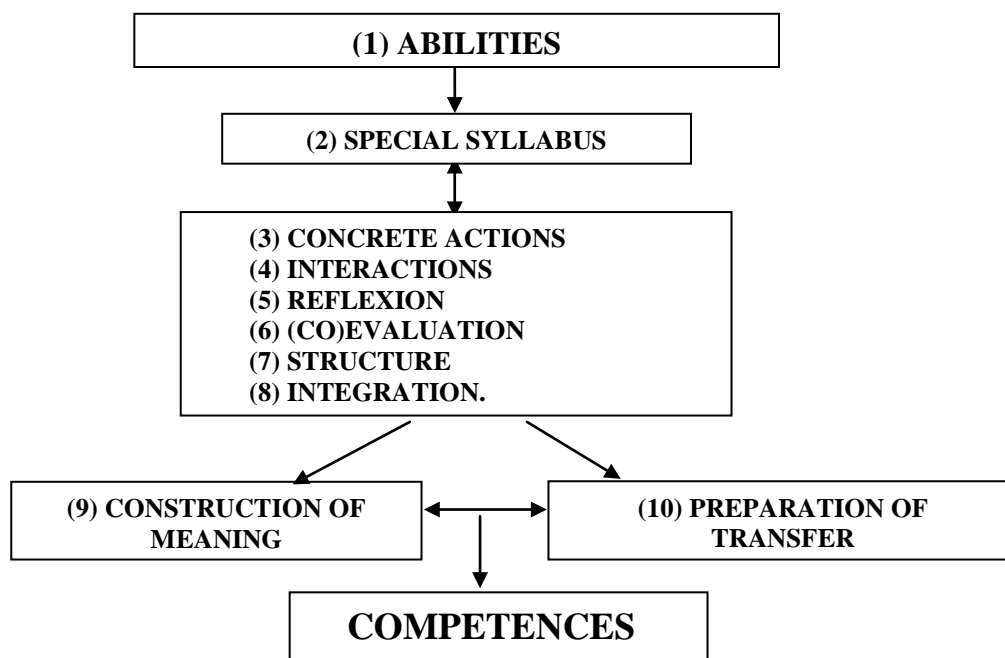 (1) ABILITIES
(2) SPECIAL SYLLABUS
(3) CONCRETE ACTIONS
(4) INTERACTIONS
(5) REFLEXION
(6) (CO)EVALUATION
(7) STRUCTURE
(8) INTEGRATION.
(9) CONSTRUCTION OF
MEANING
(10) PREPARATION OF
TRANSFER
COMPETENCES